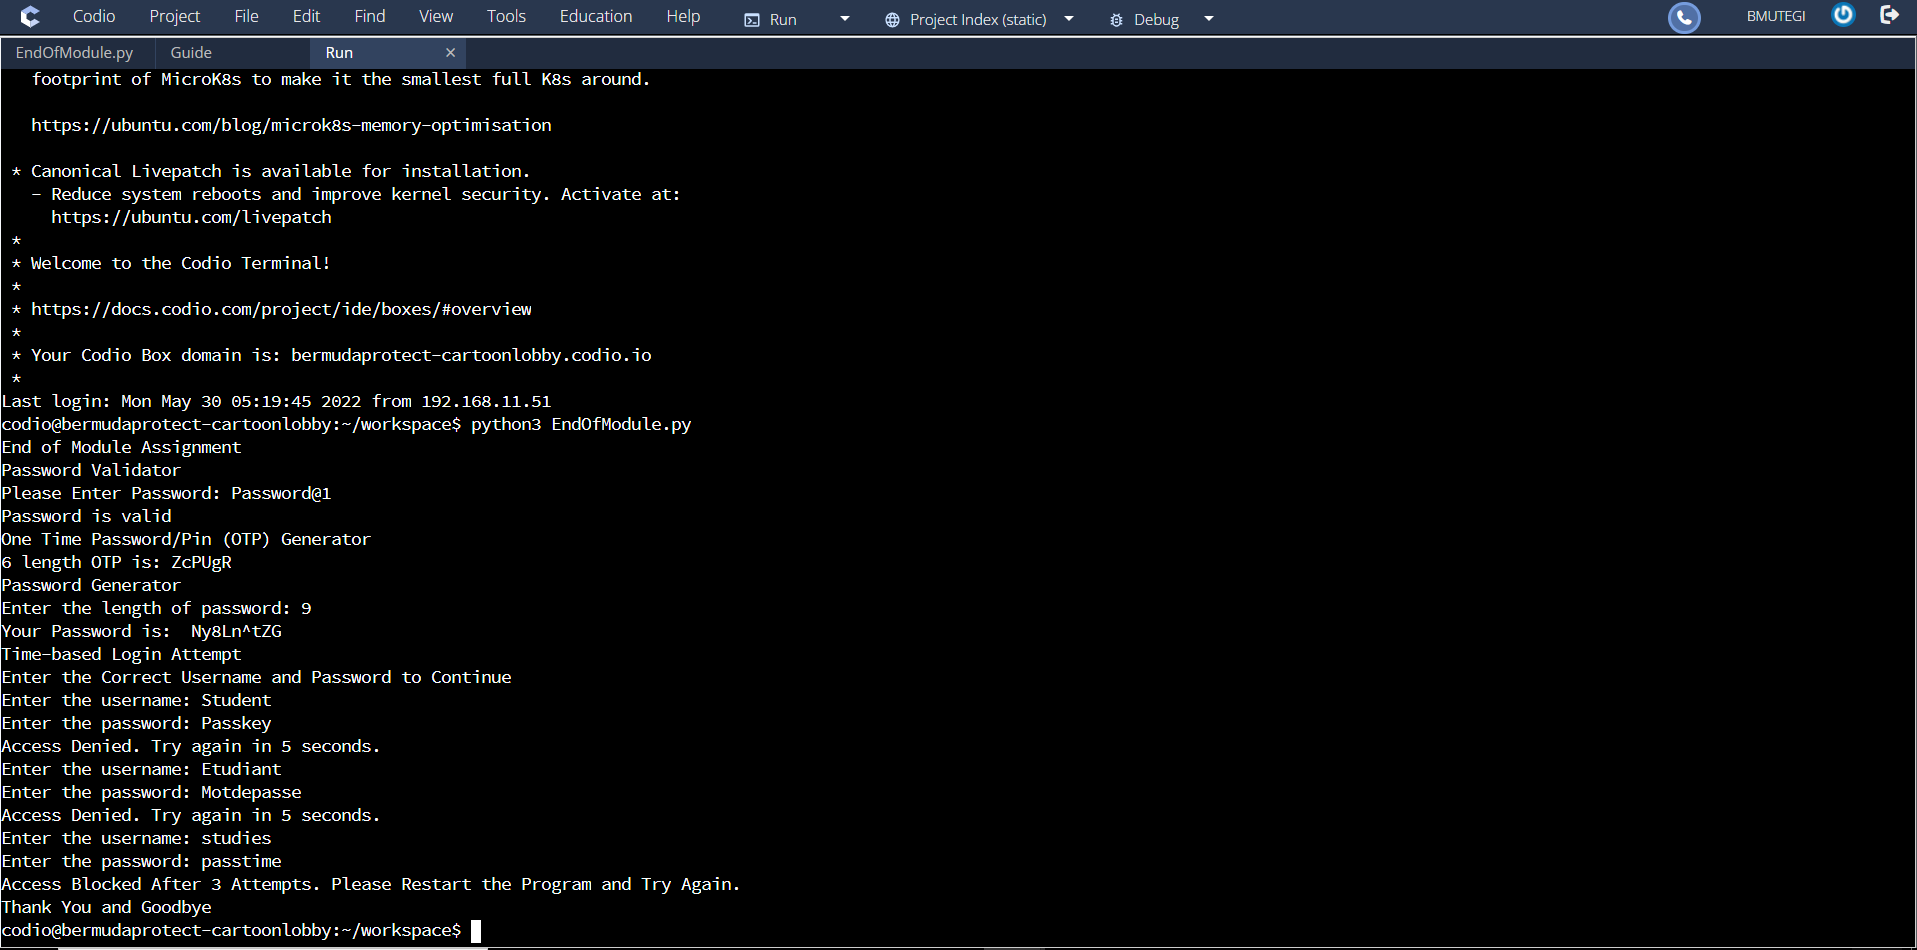 Codio Project File Edit Find View Tools Education Help Run Project Index (static) Debug BMUTEGI
EndOfModule.py Guide Run ×
footprint of MicroK8s to make it the smallest full K8s around.
https://ubuntu.com/blog/microk8s-memory-optimisation
* Canonical Livepatch is available for installation.
- Reduce system reboots and improve kernel security. Activate at:
https://ubuntu.com/livepatch
*
* Welcome to the Codio Terminal!
*
* https://docs.codio.com/project/ide/boxes/#overview
*
* Your Codio Box domain is: bermudaprotect-cartoonlobby.codio.io
*
Last login: Mon May 30 05:19:45 2022 from 192.168.11.51
codio@bermudaprotect-cartoonlobby:~/workspace$ python3 EndOfModule.py
End of Module Assignment
Password Validator
Please Enter Password: Password@1
Password is valid
One Time Password/Pin (OTP) Generator
6 length OTP is: ZcPUgR
Password Generator
Enter the length of password: 9
Your Password is:  Ny8Ln^tZG
Time-based Login Attempt
Enter the Correct Username and Password to Continue
Enter the username: Student
Enter the password: Passkey
Access Denied. Try again in 5 seconds.
Enter the username: Etudiant
Enter the password: Motdepasse
Access Denied. Try again in 5 seconds.
Enter the username: studies
Enter the password: passtime
Access Blocked After 3 Attempts. Please Restart the Program and Try Again.
Thank You and Goodbye
codio@bermudaprotect-cartoonlobby:~/workspace$